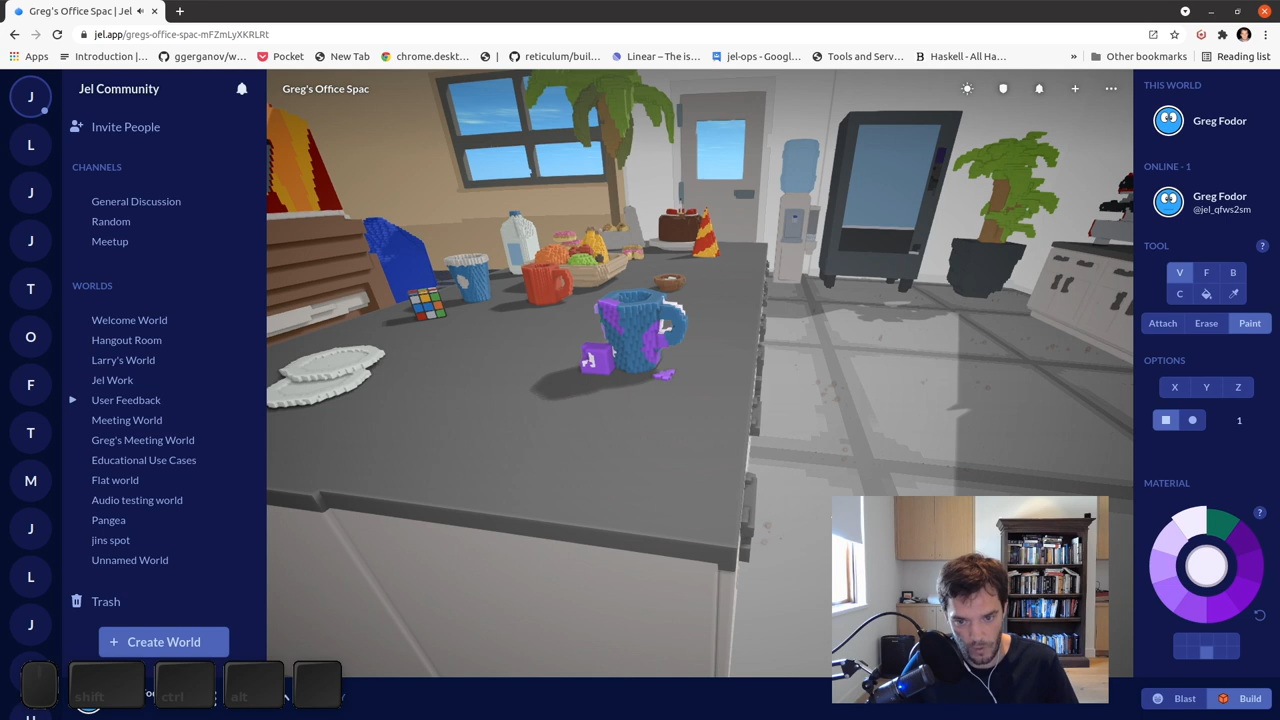 Greg's Office Spac | Jel
jel.app/gregs-office-spac-mFZmLyXKRLRt
Apps
Introduction |...
ggerganov/w...
Pocket
New Tab
chrome.deskt...
|
reticulum/buil...
Linear – The is...
jel-ops - Googl...
Tools and Serv...
Haskell - All Ha...
»
Other bookmarks
Reading list
J
L
J
J
T
O
F
T
M
J
L
J
Jel Community
Invite People
CHANNELS
General Discussion
Random
Meetup
WORLDS
Welcome World
Hangout Room
Larry's World
Jel Work
User Feedback
Meeting World
Greg's Meeting World
Educational Use Cases
Flat world
Audio testing world
Pangea
jins spot
Unnamed World
Trash
+ Create World
shift
ctrl
alt
Greg's Office Spac
THIS WORLD
Greg Fodor
ONLINE - 1
Greg Fodor
@jel_qfws2sm
TOOL
?
V F B
C
Attach Erase Paint
OPTIONS
X Y Z
1
MATERIAL
?
Blast Build